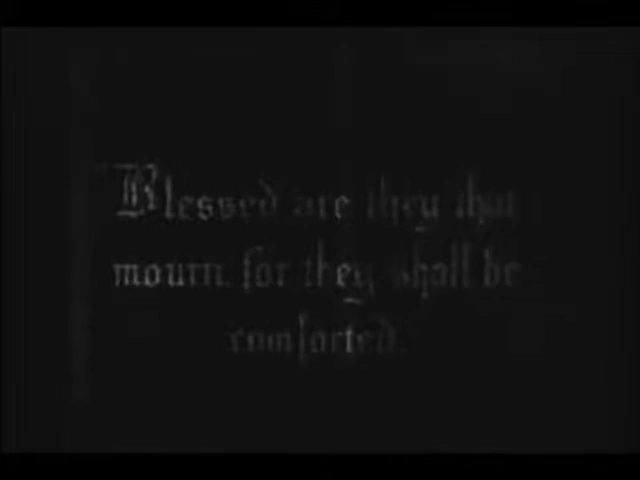 Blessed are they that
mourn, for they shall be
comforted.